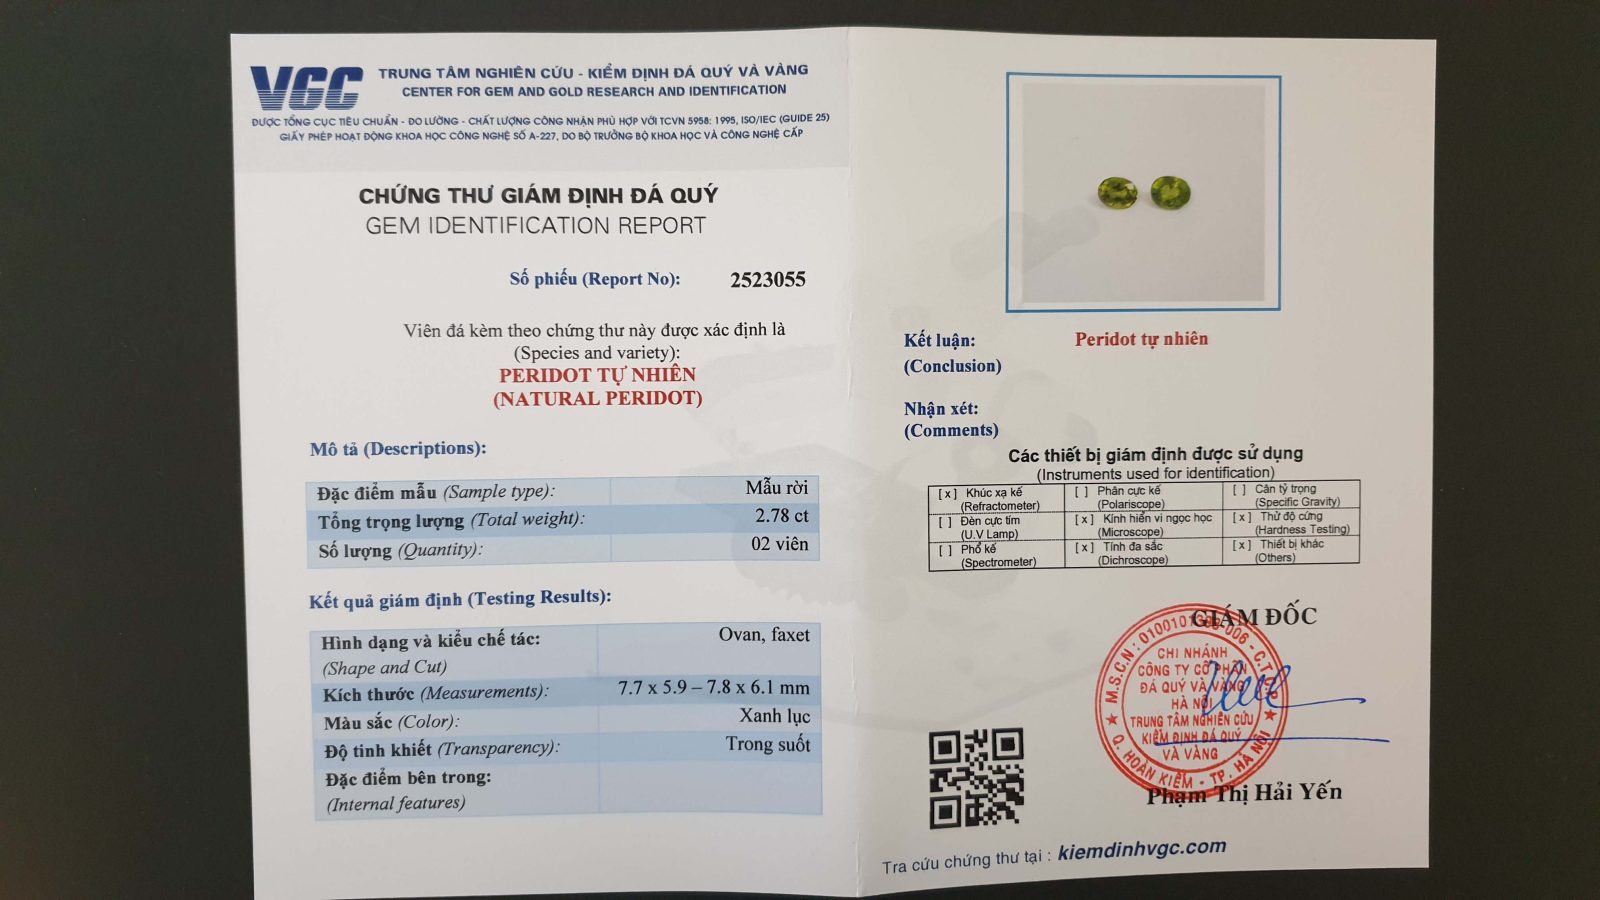 VGC
TRUNG TÂM NGHIÊN CỨU - KIỂM ĐỊNH ĐÁ QUÝ VÀ VÀNG
CENTER FOR GEM AND GOLD RESEARCH AND IDENTIFICATION
ĐƯỢC TỔNG CỤC TIÊU CHUẨN - ĐO LƯỜNG - CHẤT LƯỢNG CÔNG NHẬN PHÙ HỢP VỚI TCVN 5958: 1995, ISO/IEC (GUIDE 25)
GIẤY PHÉP HOẠT ĐỘNG KHOA HỌC CÔNG NGHỆ SỐ A-227, DO BỘ TRƯỞNG BỘ KHOA HỌC VÀ CÔNG NGHỆ CẤP
CHỨNG THƯ GIÁM ĐỊNH ĐÁ QUÝ
GEM IDENTIFICATION REPORT
Số phiếu (Report No): 2523055
Viên đá kèm theo chứng thư này được xác định là
(Species and variety):
PERIDOT TỰ NHIÊN
(NATURAL PERIDOT)
Mô tả (Descriptions):
Đặc điểm mẫu (Sample type): Mẫu rời
Tổng trọng lượng (Total weight): 2.78 ct
Số lượng (Quantity): 02 viên
Kết quả giám định (Testing Results):
Hình dạng và kiểu chế tác: Ovan, faxet
(Shape and Cut)
Kích thước (Measurements): 7.7 x 5.9 – 7.8 x 6.1 mm
Màu sắc (Color): Xanh lục
Độ tinh khiết (Transparency): Trong suốt
Đặc điểm bên trong:
(Internal features)
Kết luận: Peridot tự nhiên
(Conclusion)
Nhận xét:
(Comments)
Các thiết bị giám định được sử dụng
(Instruments used for identification)
[ x ] Khúc xạ kế [ ] Phân cực kế [ ] Cân tỷ trọng
(Refractometer) (Polariscope) (Specific Gravity)
[ ] Đèn cực tím [ x ] Kính hiển vi ngọc học [ x ] Thử độ cứng
(U.V Lamp) (Microscope) (Hardness Testing)
[ ] Phổ kế [ x ] Tính đa sắc [ x ] Thiết bị khác
(Spectrometer) (Dichroscope) (Others)
GIÁM ĐỐC
CHI NHÁNH
CÔNG TY CỔ PHẦN
ĐÁ QUÝ VÀ VÀNG
HÀ NỘI
TRUNG TÂM NGHIÊN CỨU
KIỂM ĐỊNH ĐÁ QUÝ
VÀ VÀNG
Q. HOÀN KIẾM - TP. HÀ NỘI
Phạm Thị Hải Yến
Tra cứu chứng thư tại : kiemdinhvgc.com